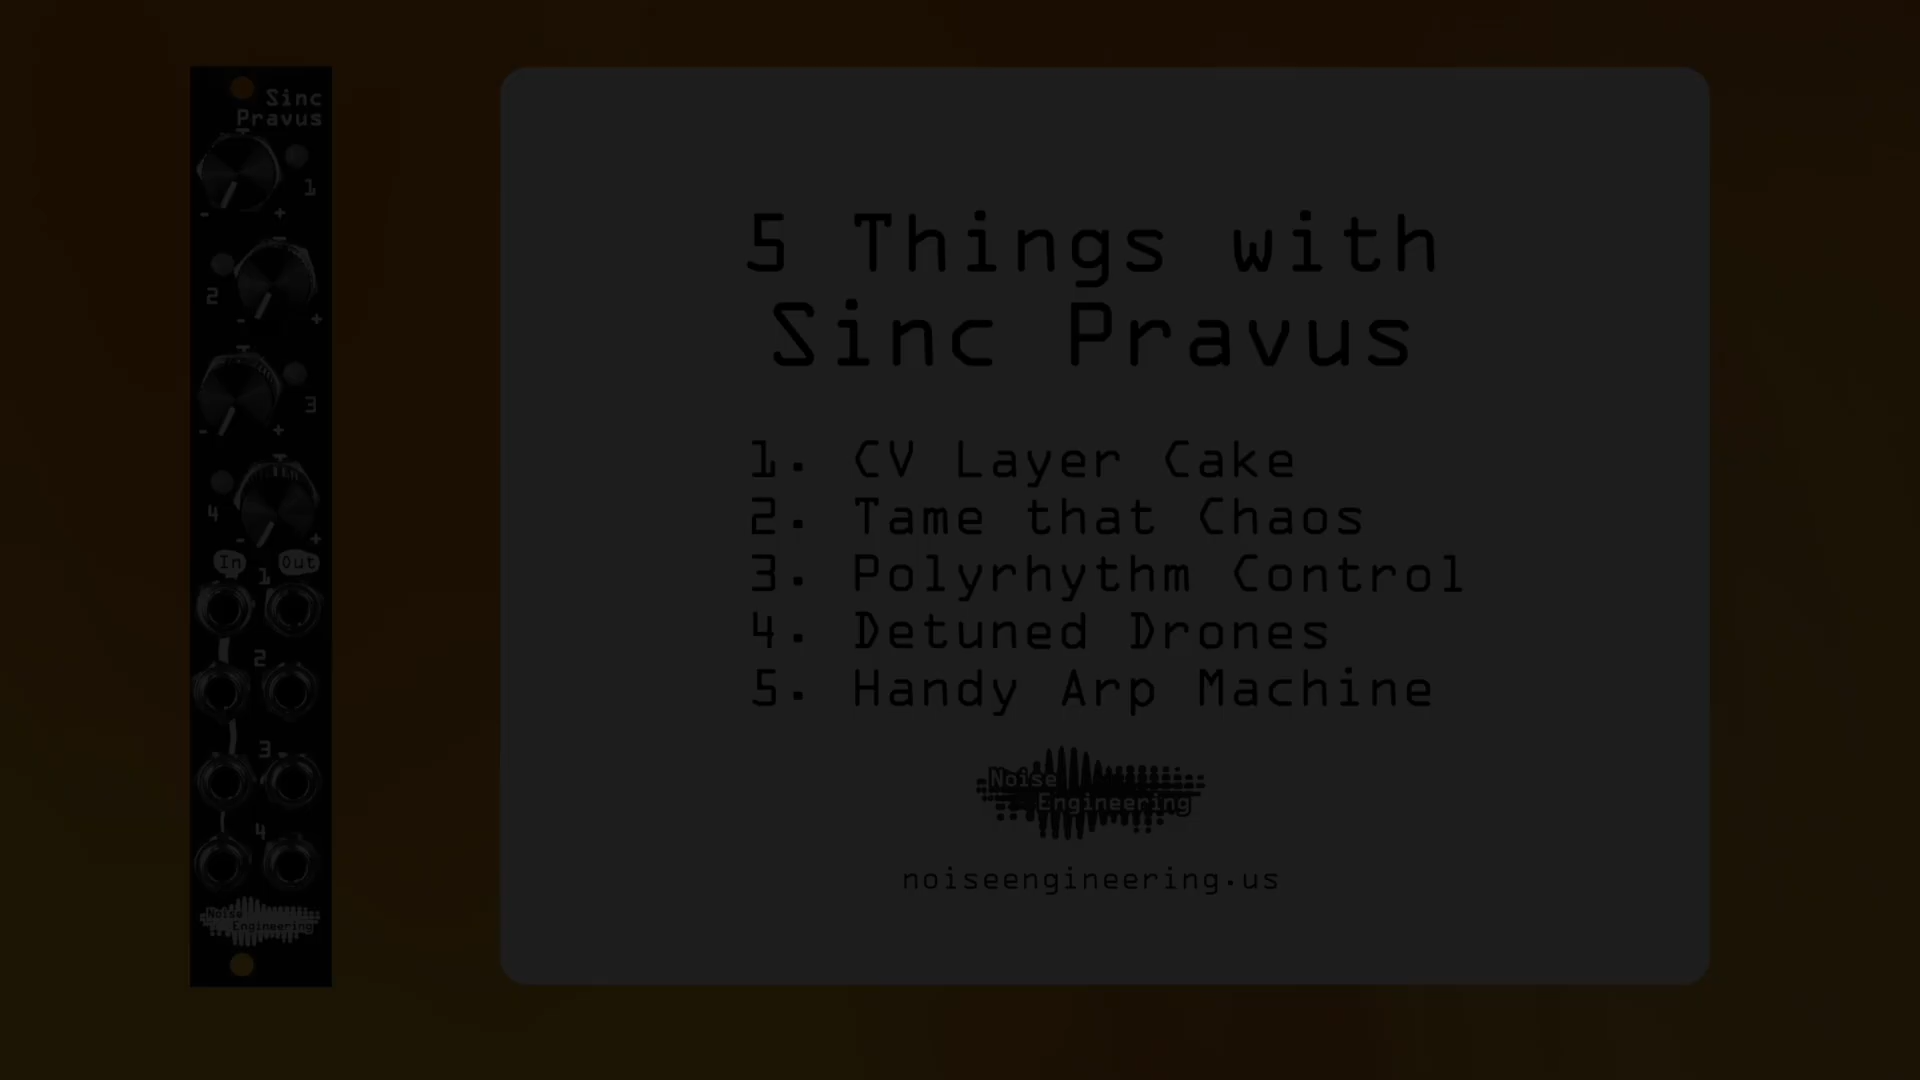 Sinc
Pravus
1
- +
2
- +
3
- +
4
- +
In Out
1
2
3
4
Noise
Engineering
5 Things with
Sinc Pravus
1. CV Layer Cake
2. Tame that Chaos
3. Polyrhythm Control
4. Detuned Drones
5. Handy Arp Machine
Noise
Engineering
noiseengineering.us